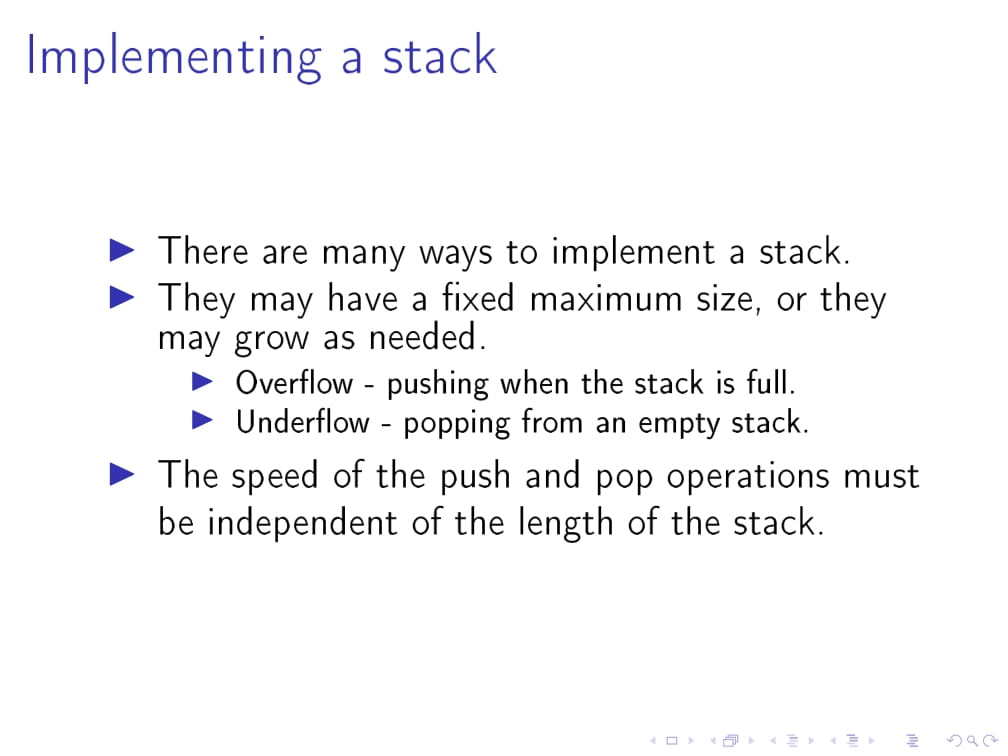 Implementing a stack
There are many ways to implement a stack.
They may have a fixed maximum size, or they
may grow as needed.
Overflow - pushing when the stack is full.
Underflow - popping from an empty stack.
The speed of the push and pop operations must
be independent of the length of the stack.